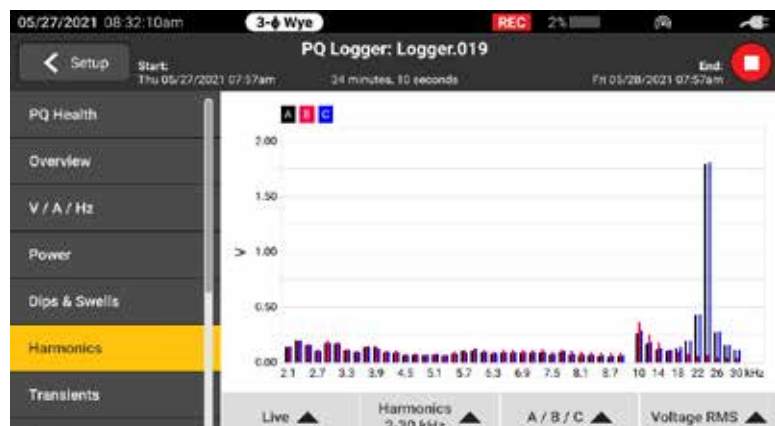 05/27/2021 08:32:10am 3-ϕ Wye REC 2%
PQ Logger: Logger.019
Setup
Start: End:
Thu 05/27/2021 07:57am 34 minutes, 10 seconds Fri 05/28/2021 07:57am
PQ Health
Overview
V / A / Hz
Power
Dips & Swells
Harmonics
Transients
A B C
2.00
1.50
V 1.00
0.50
0.00
2.1 2.7 3.3 3.9 4.5 5.1 5.7 6.3 6.9 7.5 8.1 8.7 10 14 18 22 26 30 kHz
Live Harmonics A / B / C Voltage RMS
2-30 kHz